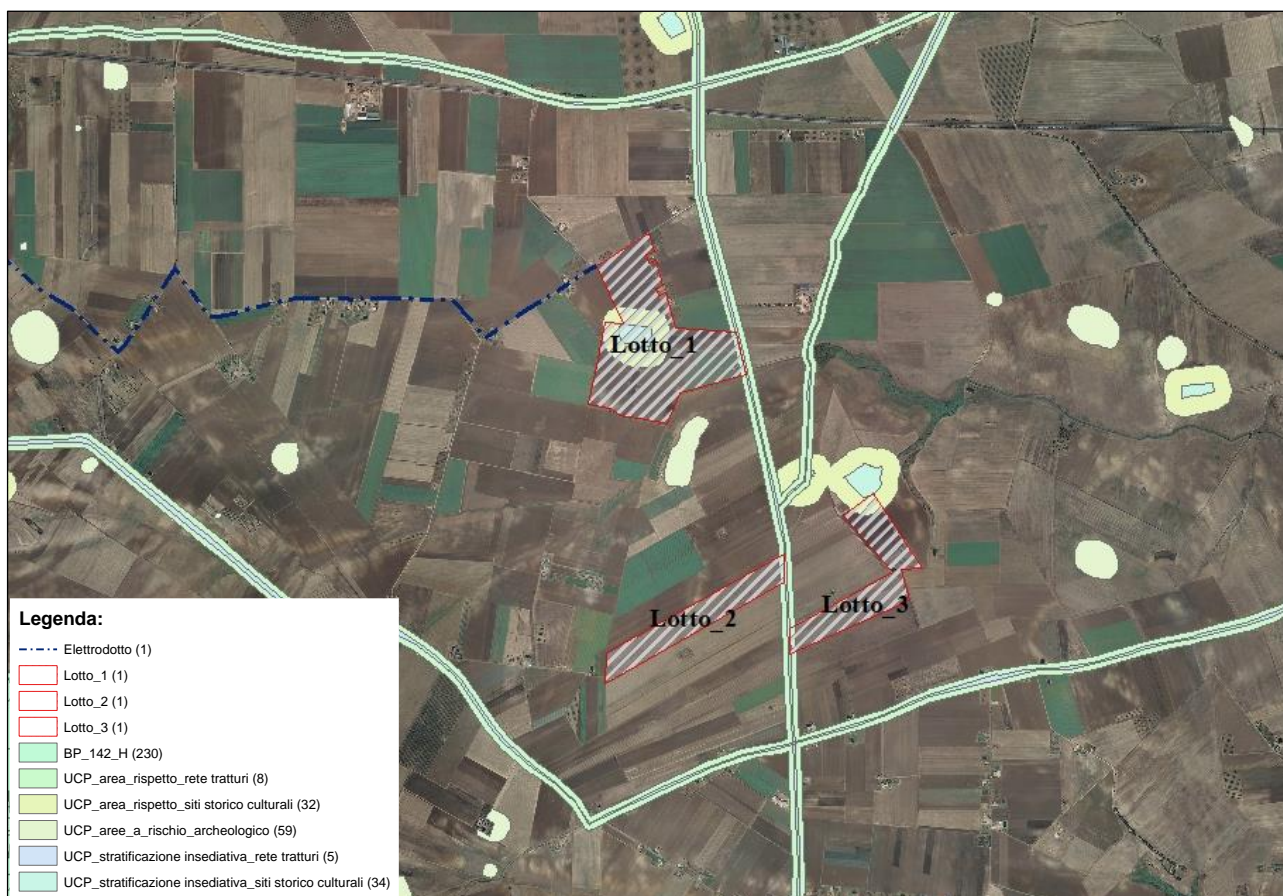 Lotto_1
Lotto_2
Lotto_3
Legenda:
Elettrodotto (1)
Lotto_1 (1)
Lotto_2 (1)
Lotto_3 (1)
BP_142_H (230)
UCP_area_rispetto_rete tratturi (8)
UCP_area_rispetto_siti storico culturali (32)
UCP_aree_a_rischio_archeologico (59)
UCP_stratificazione insediativa_rete tratturi (5)
UCP_stratificazione insediativa_siti storico culturali (34)